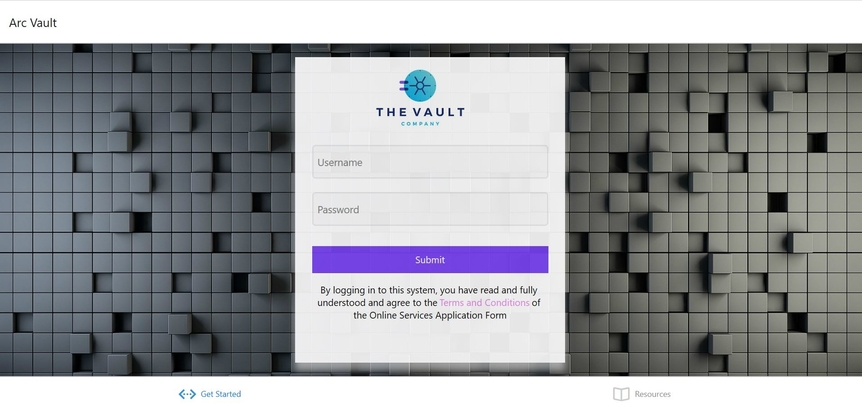 Arc Vault
THE VAULT
COMPANY
Username
Password
Submit
By logging in to this system, you have read and fully
understood and agree to the Terms and Conditions of
the Online Services Application Form
Get Started
Resources